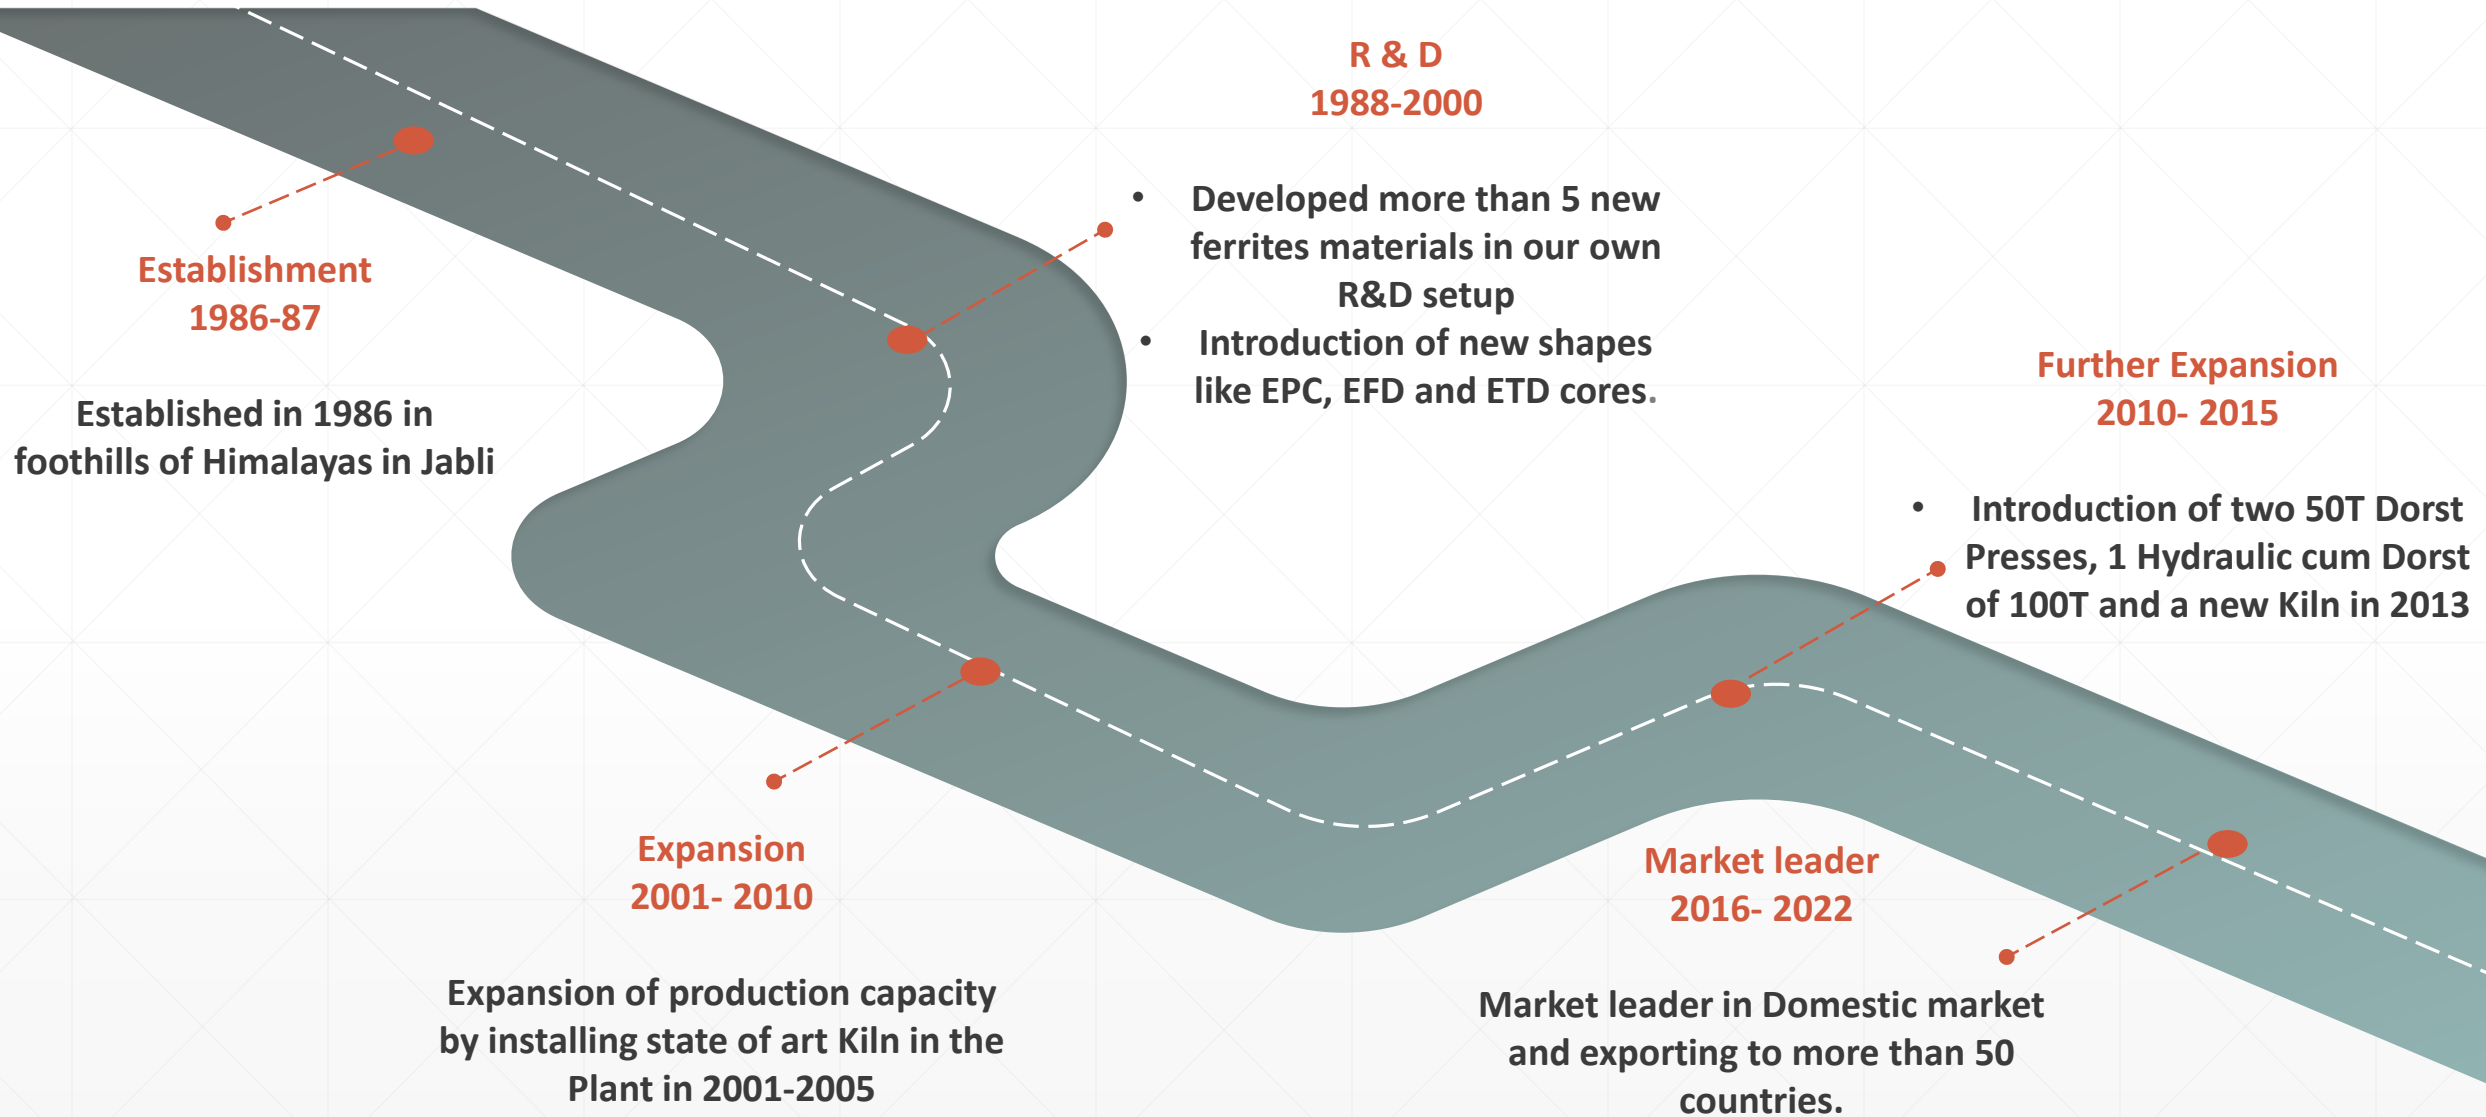 Establishment
1986-87
Established in 1986 in
foothills of Himalayas in Jabli
R & D
1988-2000
• Developed more than 5 new
ferrites materials in our own
R&D setup
• Introduction of new shapes
like EPC, EFD and ETD cores.
Expansion
2001- 2010
Expansion of production capacity
by installing state of art Kiln in the
Plant in 2001-2005
Further Expansion
2010- 2015
• Introduction of two 50T Dorst
Presses, 1 Hydraulic cum Dorst
of 100T and a new Kiln in 2013
Market leader
2016- 2022
Market leader in Domestic market
and exporting to more than 50
countries.